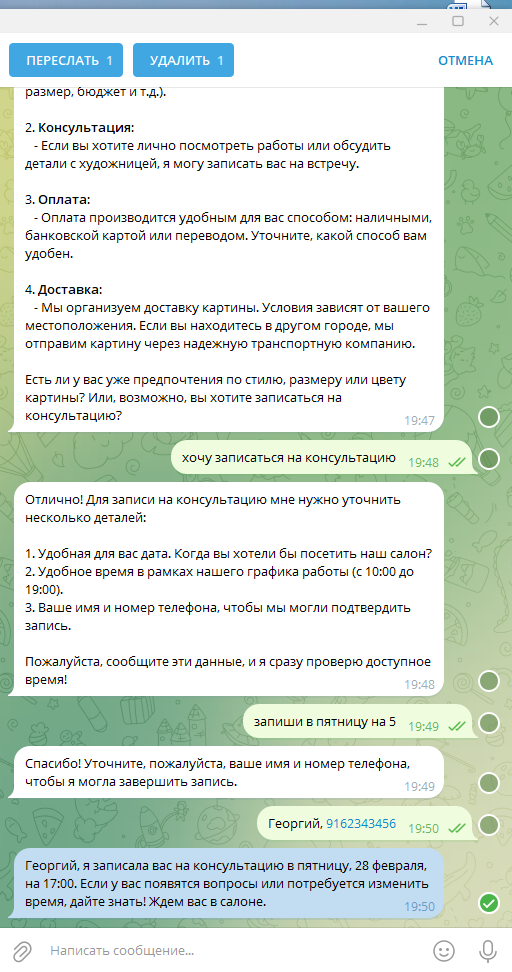 ПЕРЕСЛАТЬ 1 УДАЛИТЬ 1 ОТМЕНА
размер, бюджет и т.д.).
2. Консультация:
- Если вы хотите лично посмотреть работы или обсудить
детали с художницей, я могу записать вас на встречу.
3. Оплата:
- Оплата производится удобным для вас способом: наличными,
банковской картой или переводом. Уточните, какой способ вам
удобен.
4. Доставка:
- Мы организуем доставку картины. Условия зависят от вашего
местоположения. Если вы находитесь в другом городе, мы
отправим картину через надежную транспортную компанию.
Есть ли у вас уже предпочтения по стилю, размеру или цвету
картины? Или, возможно, вы хотите записаться на
консультацию?
19:47
хочу записаться на консультацию 19:48
Отлично! Для записи на консультацию мне нужно уточнить
несколько деталей:
1. Удобная для вас дата. Когда вы хотели бы посетить наш салон?
2. Удобное время в рамках нашего графика работы (с 10:00 до
19:00).
3. Ваше имя и номер телефона, чтобы мы могли подтвердить
запись.
Пожалуйста, сообщите эти данные, и я сразу проверю доступное
время!
19:48
запиши в пятницу на 5 19:49
Спасибо! Уточните, пожалуйста, ваше имя и номер телефона,
чтобы я могла завершить запись.
19:49
Георгий, 9162343456 19:50
Георгий, я записала вас на консультацию в пятницу, 28 февраля,
на 17:00. Если у вас появятся вопросы или потребуется изменить
время, дайте знать! Ждем вас в салоне.
19:50
Написать сообщение...